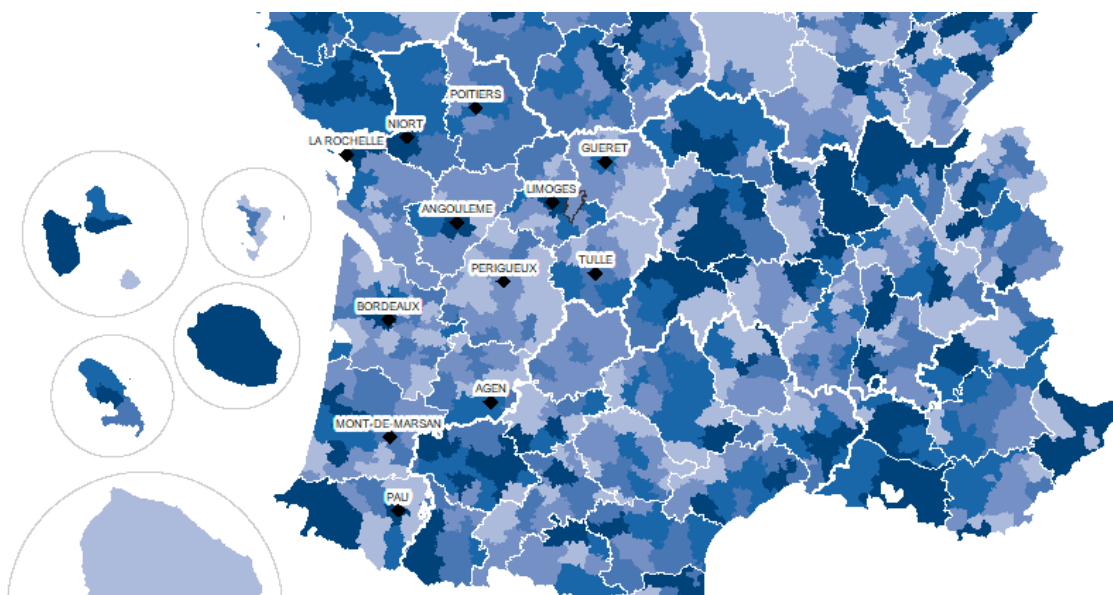 POITIERS
NIORT
LA ROCHELLE
GUERET
LIMOGES
ANGOULEME
PERIGUEUX
TULLE
BORDEAUX
AGEN
MONT-DE-MARSAN
PAU